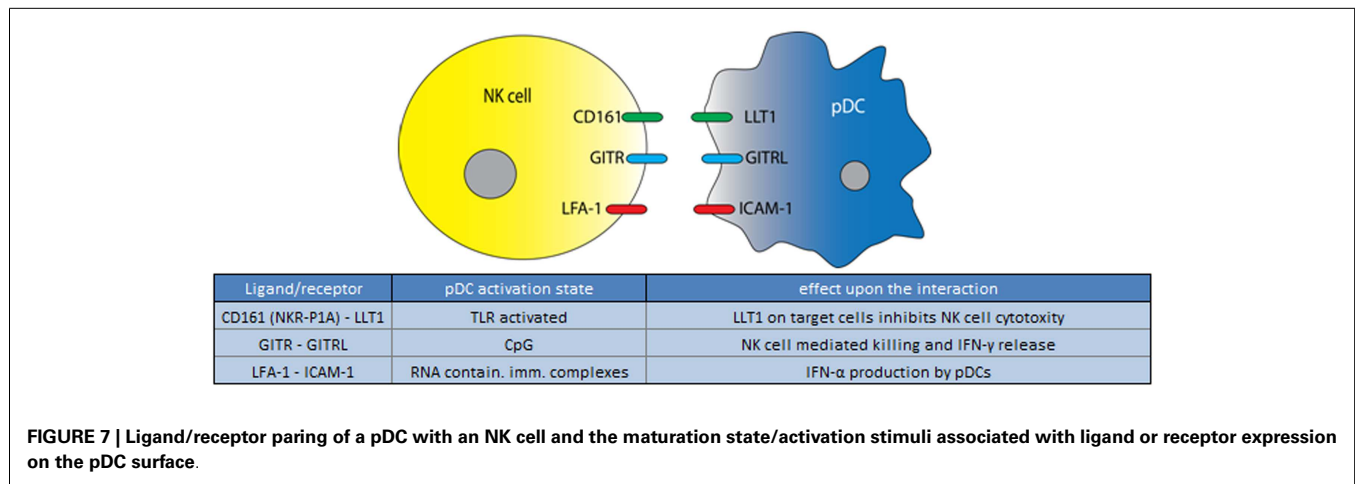 NK cell
pDC
CD161
LLT1
GITR
GITRL
LFA-1
ICAM-1
Ligand/receptor pDC activation state effect upon the interaction
CD161 (NKR-P1A) - LLT1 TLR activated LLT1 on target cells inhibits NK cell cytotoxity
GITR - GITRL CpG NK cell mediated killing and IFN-γ release
LFA-1 - ICAM-1 RNA contain. imm. complexes IFN-α production by pDCs
FIGURE 7 | Ligand/receptor paring of a pDC with an NK cell and the maturation state/activation stimuli associated with ligand or receptor expression
on the pDC surface.